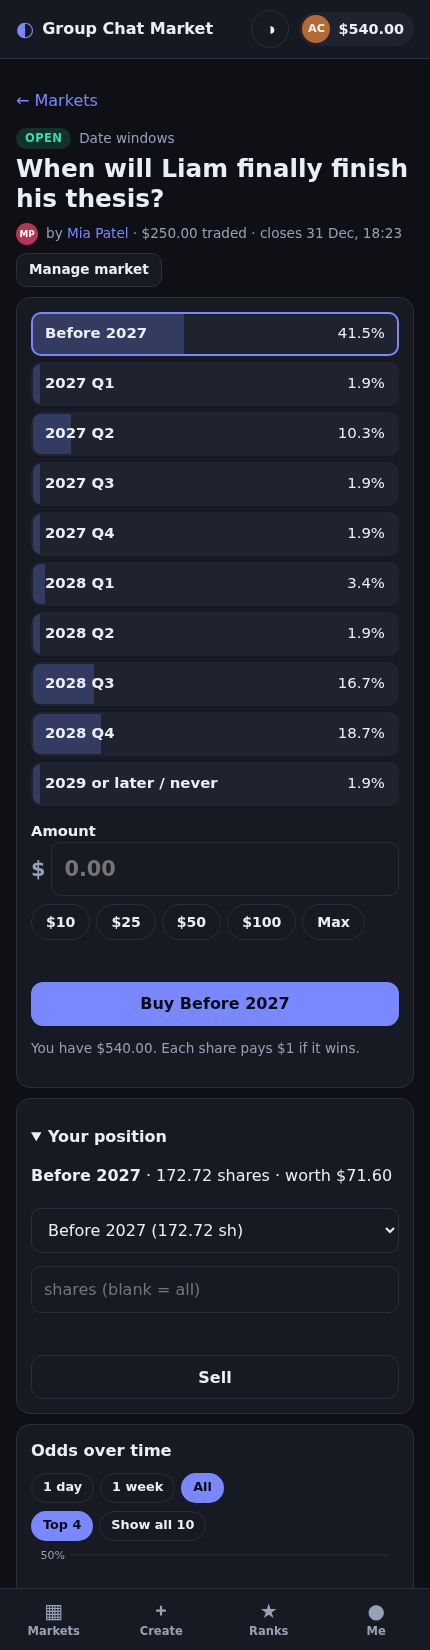 Group Chat Market
AC $540.00
← Markets
OPEN Date windows
When will Liam finally finish
his thesis?
MP by Mia Patel · $250.00 traded · closes 31 Dec, 18:23
Manage market
Before 2027 41.5%
2027 Q1 1.9%
2027 Q2 10.3%
2027 Q3 1.9%
2027 Q4 1.9%
2028 Q1 3.4%
2028 Q2 1.9%
2028 Q3 16.7%
2028 Q4 18.7%
2029 or later / never 1.9%
Amount
$ 0.00
$10 $25 $50 $100 Max
Buy Before 2027
You have $540.00. Each share pays $1 if it wins.
▼ Your position
Before 2027 · 172.72 shares · worth $71.60
Before 2027 (172.72 sh)
shares (blank = all)
Sell
Odds over time
1 day 1 week All
Top 4 Show all 10
50%
Markets Create Ranks Me